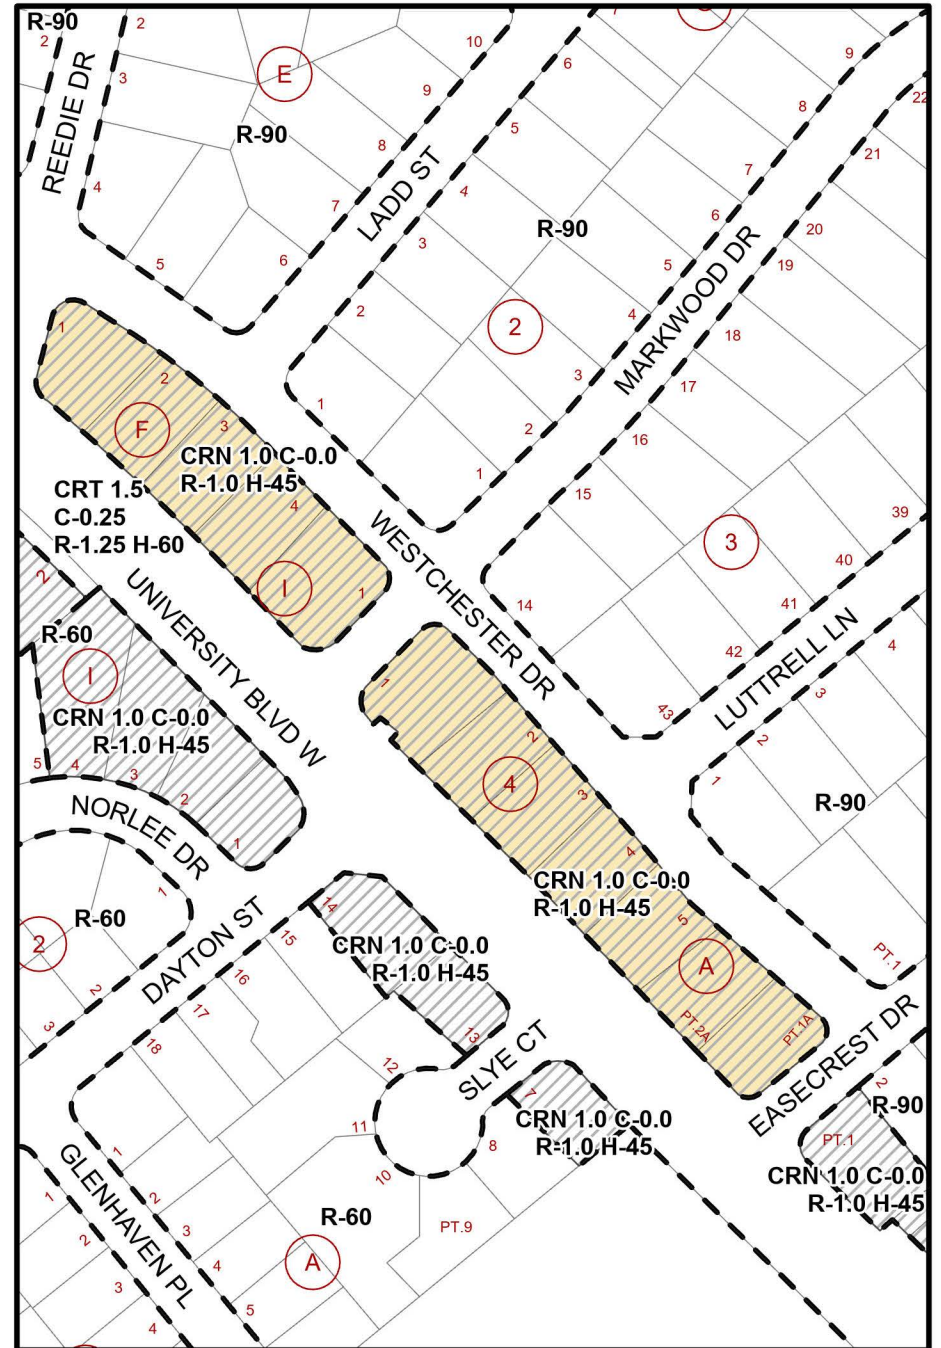 R-90
2
2
REEDIE DR
3
4
E
R-90
10
9
8
7
6
5
LADD ST
6
5
4
3
2
1
R-90
2
9
8
7
6
5
4
3
2
1
MARKWOOD DR
22
21
20
19
18
17
16
15
14
3
39
40
41
42
43
1
2
3
4
F
CRN 1.0 C-0.0
R-1.0 H-45
I
1
CRT 1.5
C-0.25
R-1.25 H-60
WESTCHESTER DR
UNIVERSITY BLVD W
LUTTRELL LN
4
3
2
1
R-90
PT.1
2
R-60
I
CRN 1.0 C-0.0
R-1.0 H-45
5
4
3
2
1
NORLEE DR
1
2
3
R-60
2
DAYTON ST
1
2
3
4
5
4
CRN 1.0 C-0.0
R-1.0 H-45
A
PT.2A
PT.1A
EASECREST DR
14
13
CRN 1.0 C-0.0
R-1.0 H-45
15
16
17
18
SLYE CT
12
11
10
8
7
PT.9
CRN 1.0 C-0.0
R-1.0 H-45
2
R-90
PT.1
CRN 1.0 C-0.0
R-1.0 H-45
GLENHAVEN PL
1
2
3
4
5
R-60
A
1
2
3
4